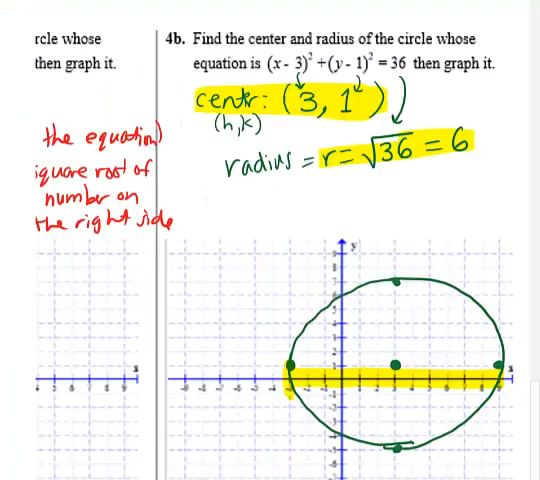 rcle whose
then graph it.
the equation)
square root of
number on
the right side
4b. Find the center and radius of the circle whose
equation is (x - 3)² + (y - 1)² = 36 then graph it.
center: (3, 1)
(h, k)
radius = r = √36 = 6
y
x
x